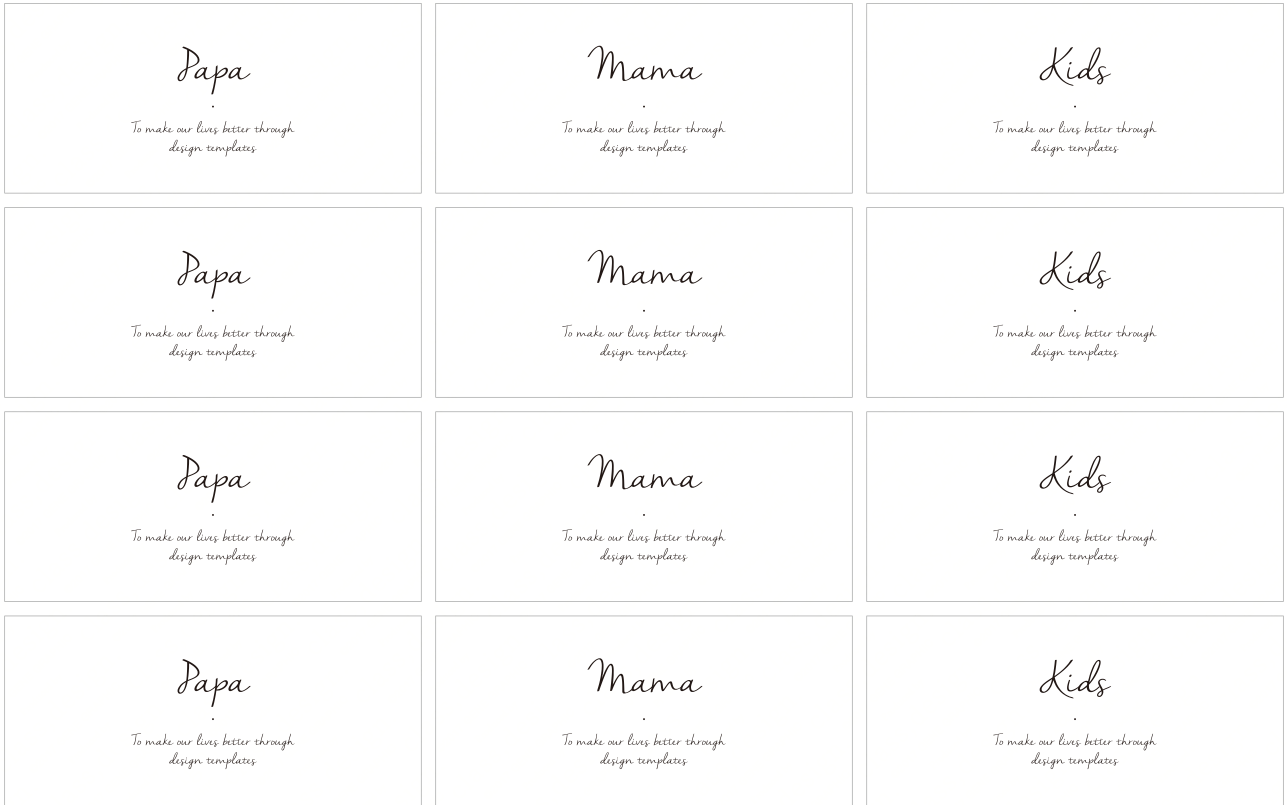 Papa
To make our lives better through
design templates
Mama
To make our lives better through
design templates
Kids
To make our lives better through
design templates
Papa
To make our lives better through
design templates
Mama
To make our lives better through
design templates
Kids
To make our lives better through
design templates
Papa
To make our lives better through
design templates
Mama
To make our lives better through
design templates
Kids
To make our lives better through
design templates
Papa
To make our lives better through
design templates
Mama
To make our lives better through
design templates
Kids
To make our lives better through
design templates